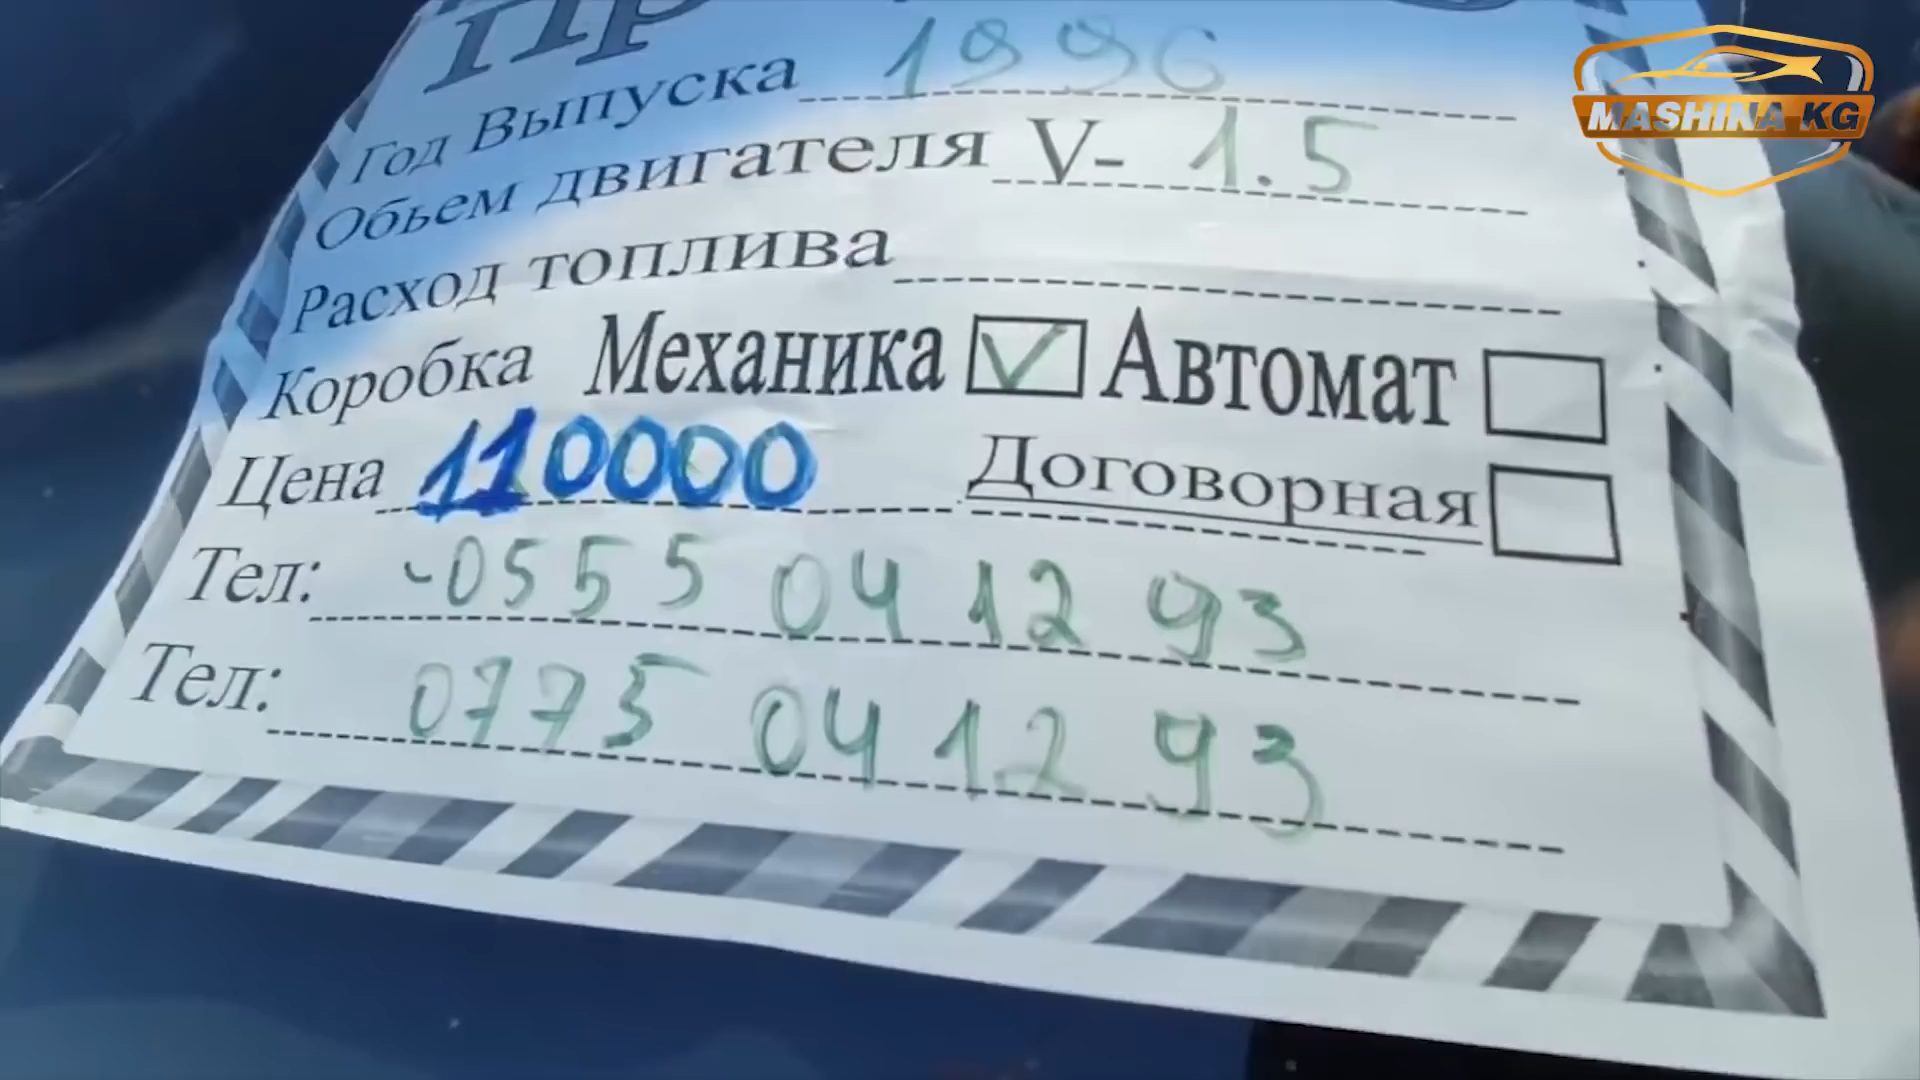 MASHINA KG
Год Выпуска 1996
Обьем двигателя V- 1.5
Расход топлива
Коробка Механика ✓ Автомат
Цена 110000 Договорная
Тел: -0555 04 12 93
Тел: 0775 04 12 93